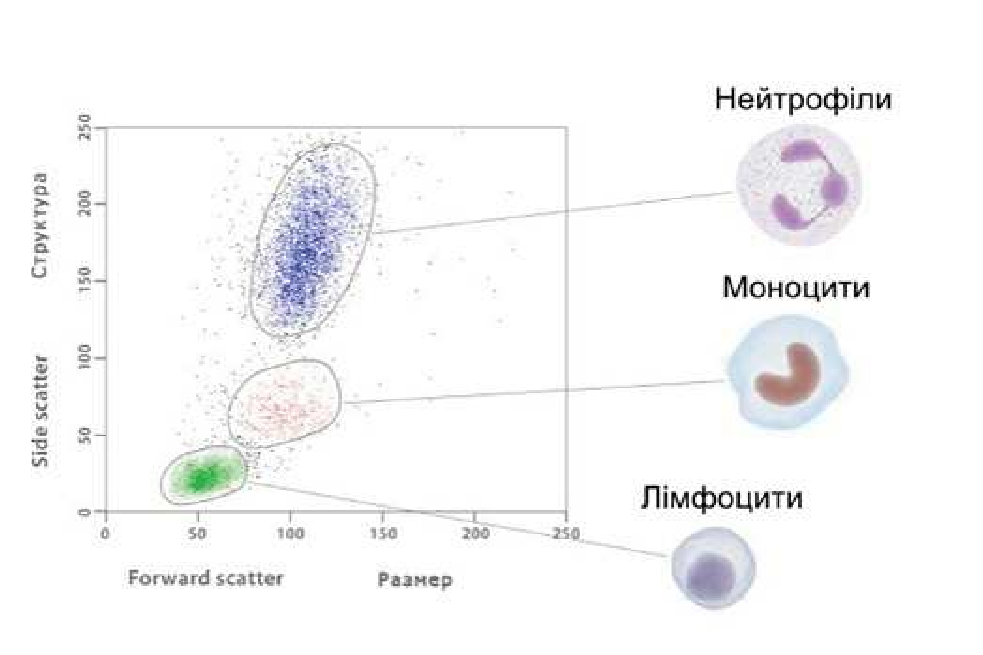 Нейтрофіли
Моноцити
Лімфоцити
Структура
Side scatter
250
200
150
100
50
0
0
50
100
150
200
250
Forward scatter
Размер